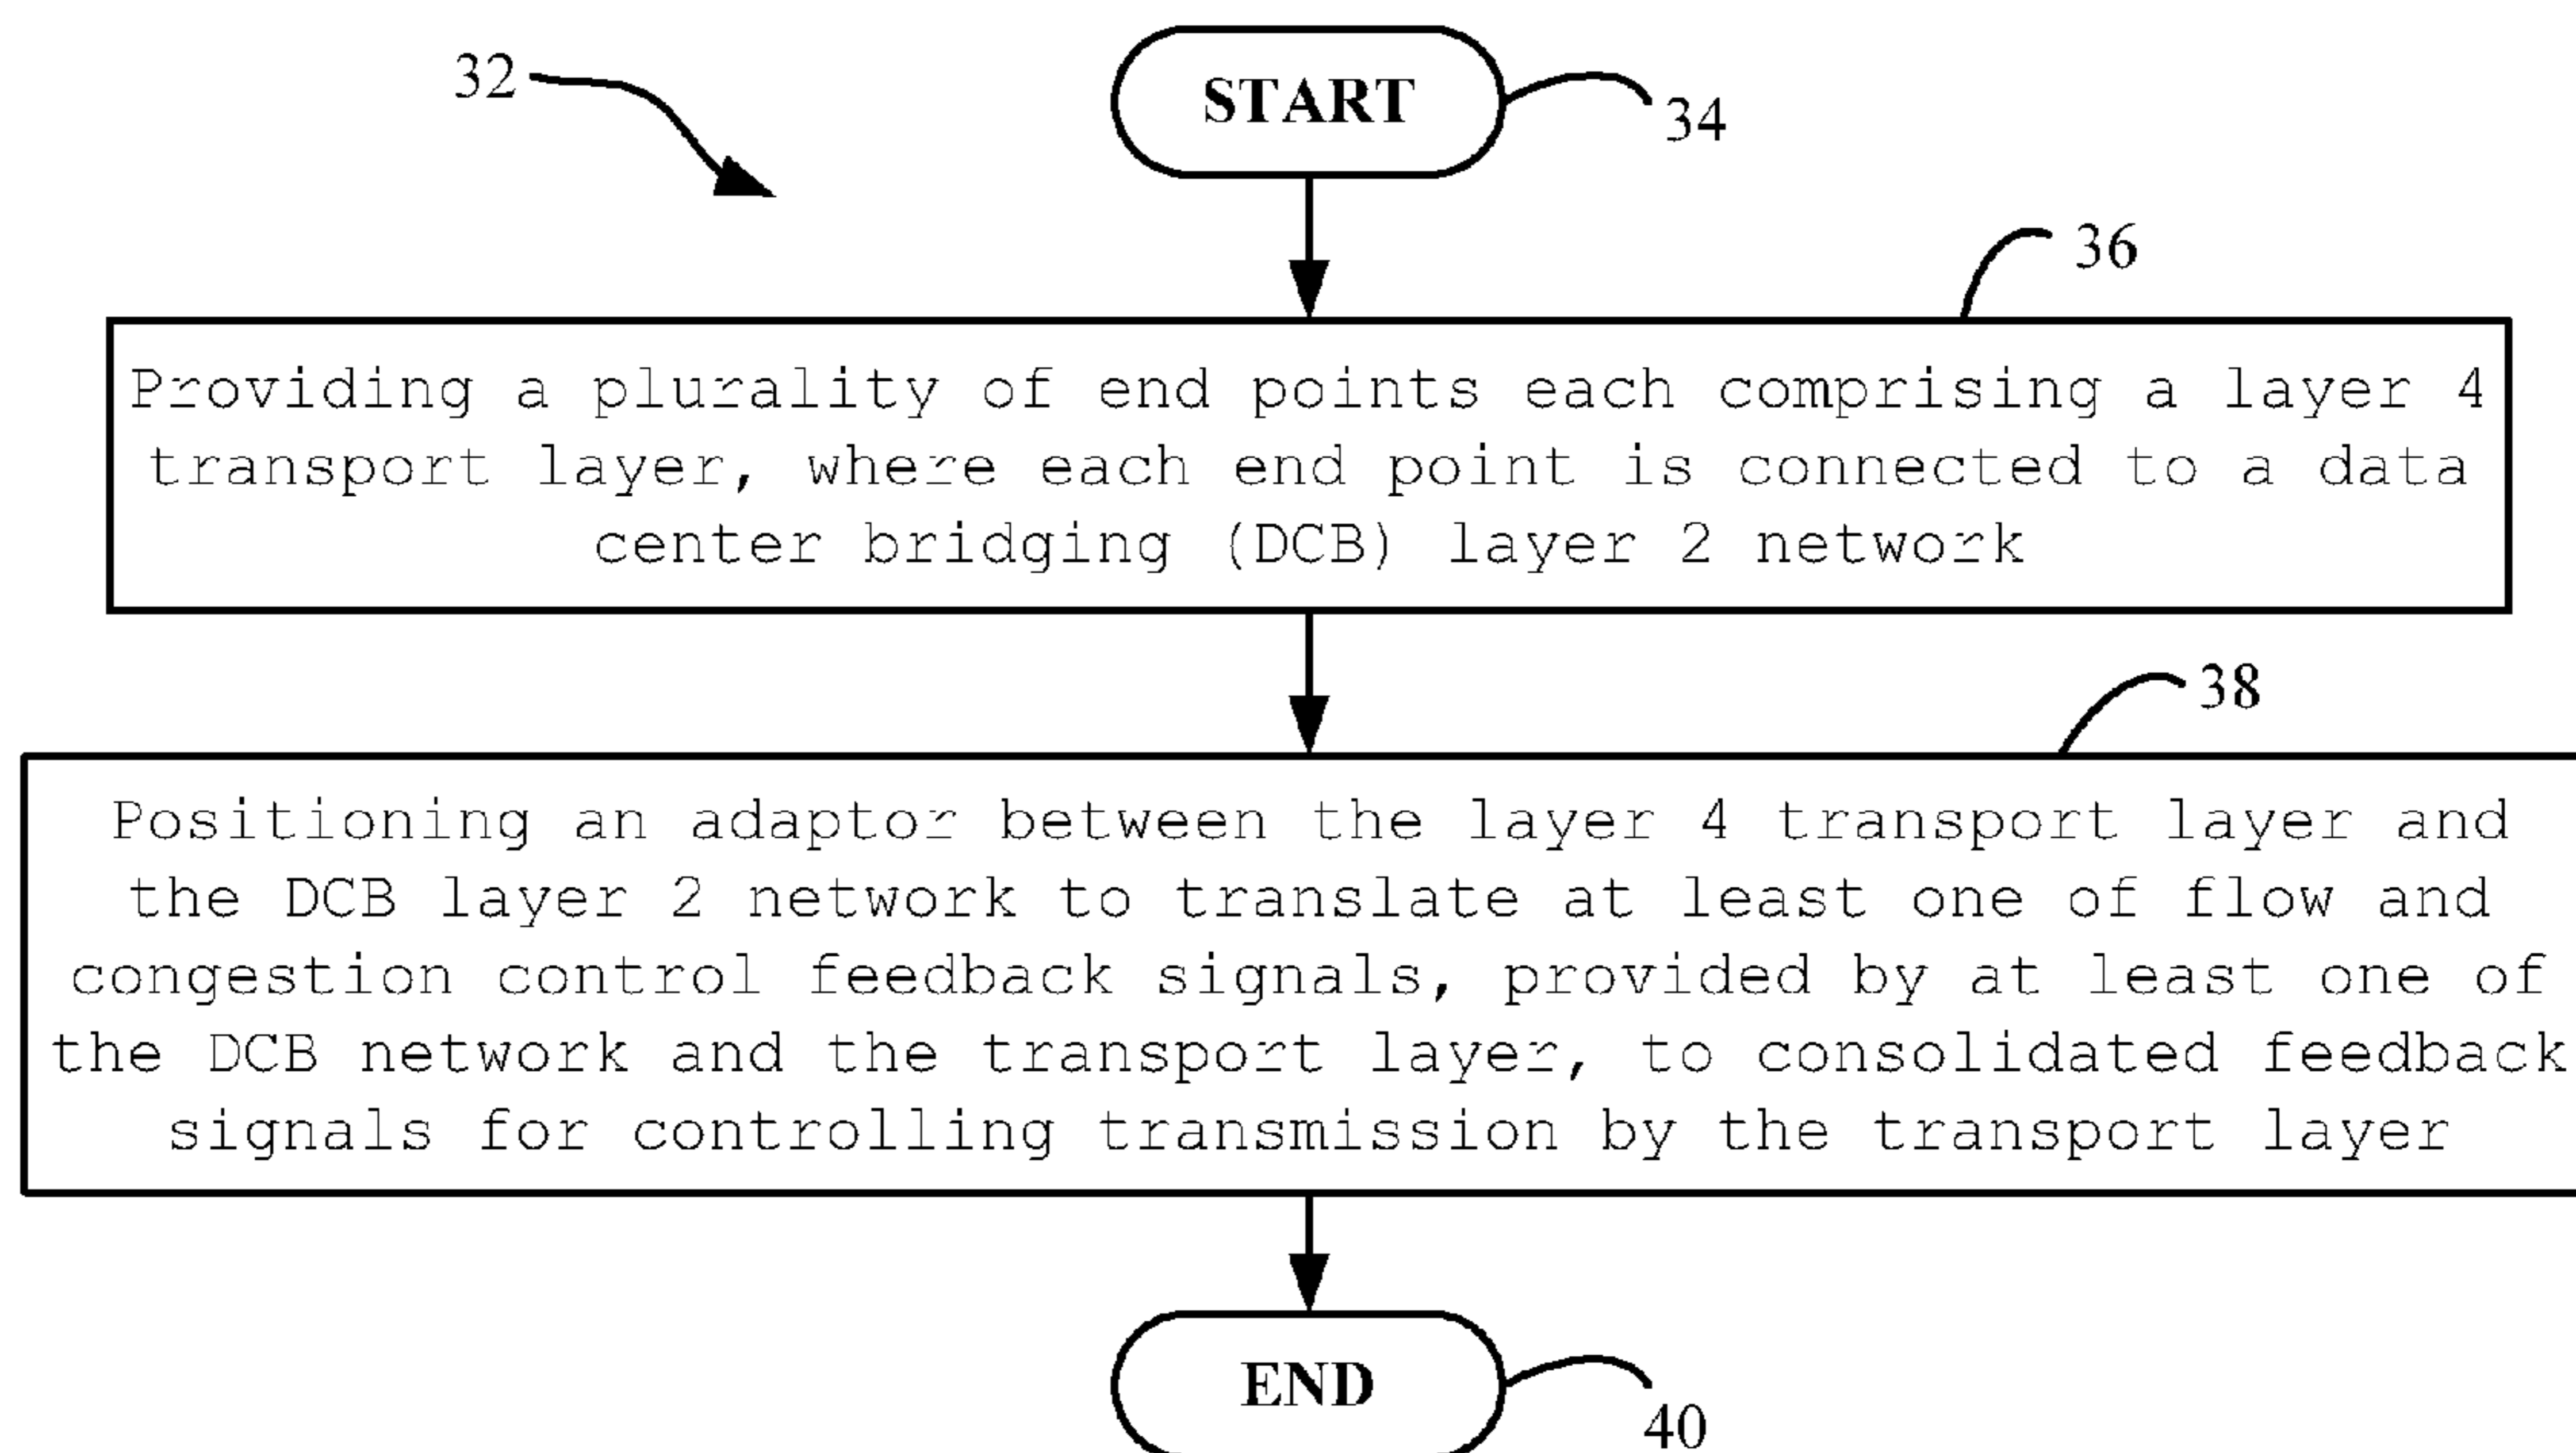 32
START
34
36
Providing a plurality of end points each comprising a layer 4
transport layer, where each end point is connected to a data
center bridging (DCB) layer 2 network
38
Positioning an adaptor between the layer 4 transport layer and
the DCB layer 2 network to translate at least one of flow and
congestion control feedback signals, provided by at least one of
the DCB network and the transport layer, to consolidated feedback
signals for controlling transmission by the transport layer
END
40